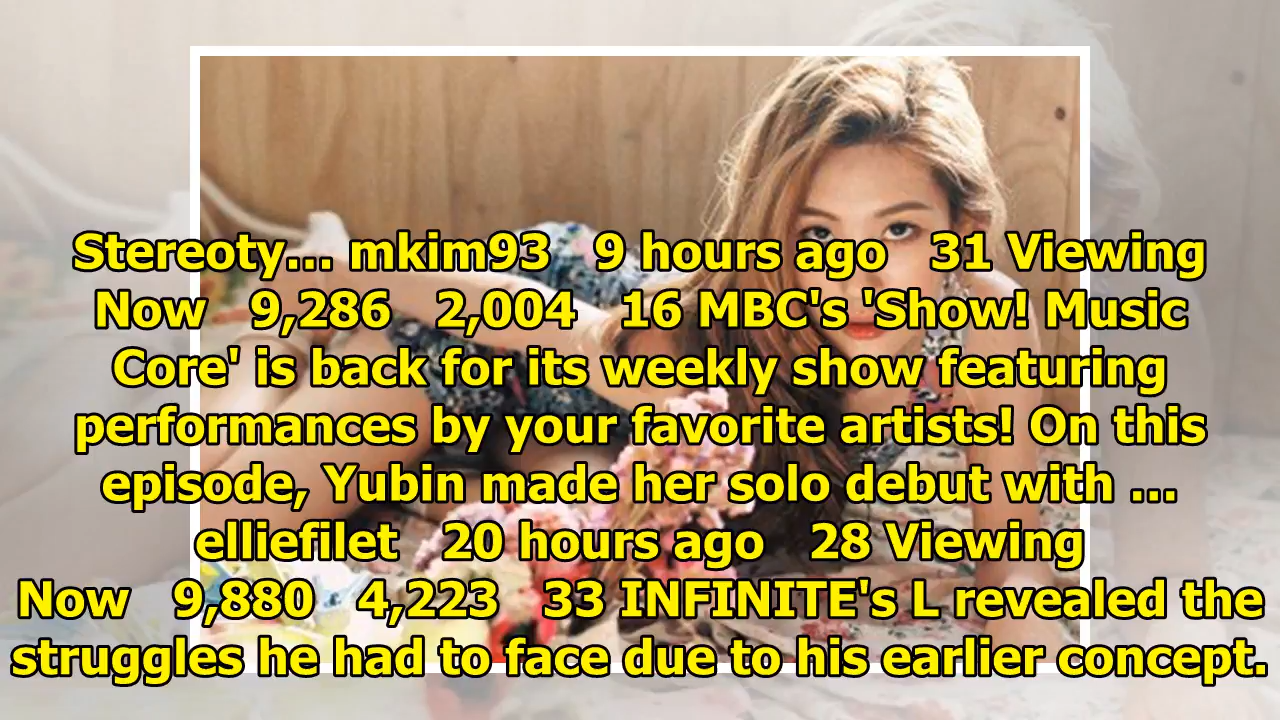 Stereoty... mkim93 9 hours ago 31 Viewing
Now 9,286 2,004 16 MBC's 'Show! Music
Core' is back for its weekly show featuring
performances by your favorite artists! On this
episode, Yubin made her solo debut with ...
elliefilet 20 hours ago 28 Viewing
Now 9,880 4,223 33 INFINITE's L revealed the
struggles he had to face due to his earlier concept.